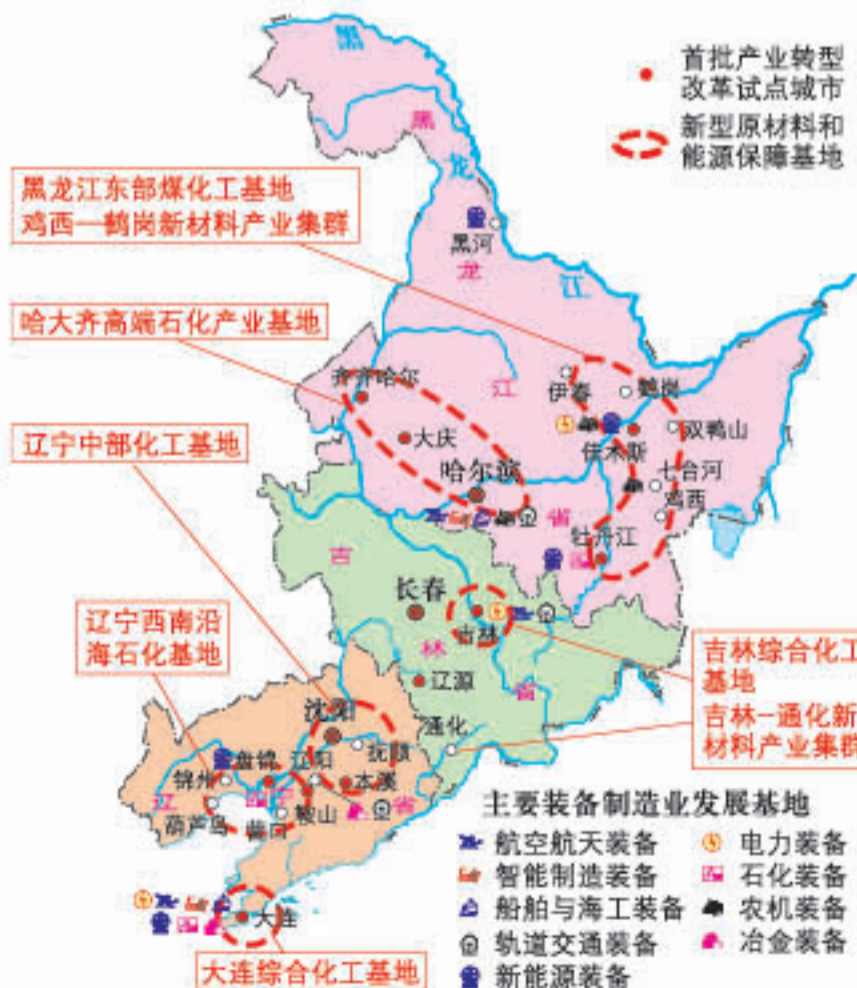 黑
龙
江
黑
龙
江
省
首批产业转型
改革试点城市
新型原材料和
能源保障基地
黑龙江东部煤化工基地
鸡西—鹤岗新材料产业集群
黑河
哈大齐高端石化产业基地
齐齐哈尔
伊春
鹤岗
大庆
佳木斯
双鸭山
辽宁中部化工基地
哈尔滨
七台河
鸡西
牡丹江
吉
林
省
长春
吉林
辽宁西南沿
海石化基地
吉林综合化工
基地
吉林-通化新
材料产业集群
辽源
通化
沈阳
抚顺
盘锦
辽阳
本溪
锦州
辽
宁
省
葫芦岛
营口
鞍山
大连
大连综合化工基地
主要装备制造业发展基地
航空航天装备
电力装备
智能制造装备
石化装备
船舶与海工装备
农机装备
轨道交通装备
冶金装备
新能源装备